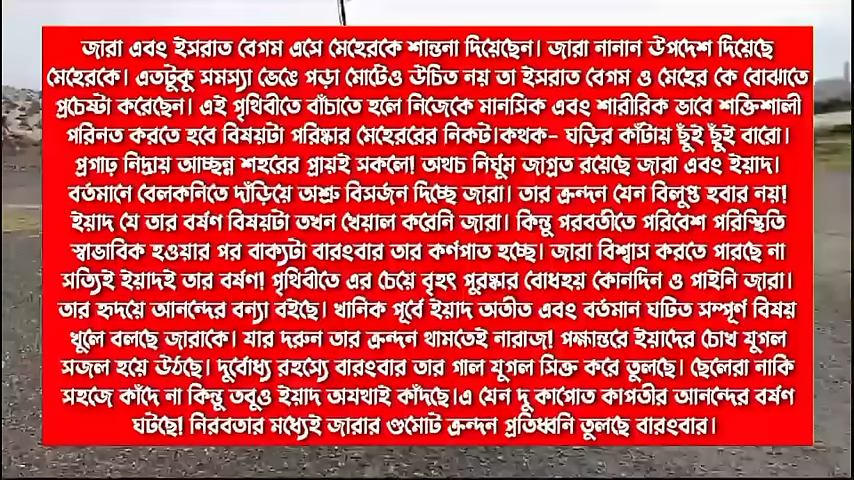 জারা এবং ইসরাত বেগম এসে মেহেরকে শান্তনা দিয়েছেন। জারা নানান উপদেশ দিয়েছে
মেহেরকে। এতটুকু সমস্যা ভেঙে পড়া মোটেও উচিত নয় তা ইসরাত বেগম ও মেহের কে বোঝাতে
প্রচেষ্টা করেছেন। এই পৃথিবীতে বাঁচাতে হলে নিজেকে মানসিক এবং শারীরিক ভাবে শক্তিশালী
পরিনত করতে হবে বিষয়টা পরিষ্কার মেহেরেরর নিকট।কথক- ঘড়ির কাঁটায় ছুঁই ছুঁই বারো।
প্রগাঢ় নিদ্রায় আচ্ছন্ন শহরের প্রায়ই সকলে! অথচ নির্ঘুম জাগ্রত রয়েছে জারা এবং ইয়াদ।
বর্তমানে বেলকনিতে দাঁড়িয়ে অশ্রু বিসর্জন দিচ্ছে জারা। তার ক্রন্দন যেন বিলুপ্ত হবার নয়!
ইয়াদ যে তার বর্ষণ বিষয়টা তখন খেয়াল করেনি জারা। কিন্তু পরবর্তীতে পরিবেশ পরিস্থিতি
স্বাভাবিক হওয়ার পর বাক্যটা বারংবার তার কর্ণপাত হচ্ছে। জারা বিশ্বাস করতে পারছে না
সত্যিই ইয়াদই তার বর্ষণ! পৃথিবীতে এর চেয়ে বৃহৎ পুরষ্কার বোধহয় কোনদিন ও পাইনি জারা।
তার হৃদয়ে আনন্দের বন্যা বইছে। খানিক পূর্বে ইয়াদ অতীত এবং বর্তমান ঘটিত সম্পূর্ণ বিষয়
খুলে বলছে জারাকে। যার দরুন তার ক্রন্দন থামতেই নারাজ! পক্ষান্তরে ইয়াদের চোখ যুগল
সজল হয়ে উঠছে। দুর্বোধ্য রহস্যে বারংবার তার গাল যুগল সিক্ত করে তুলছে। ছেলেরা নাকি
সহজে কাঁদে না কিন্তু তবুও ইয়াদ অযথাই কাঁদছে।এ যেন দু কাপোত কাপতীর আনন্দের বর্ষণ
ঘটছে! নিরবতার মধ্যেই জারার গুমোট ক্রন্দন প্রতিধ্বনি তুলছে বারংবার।